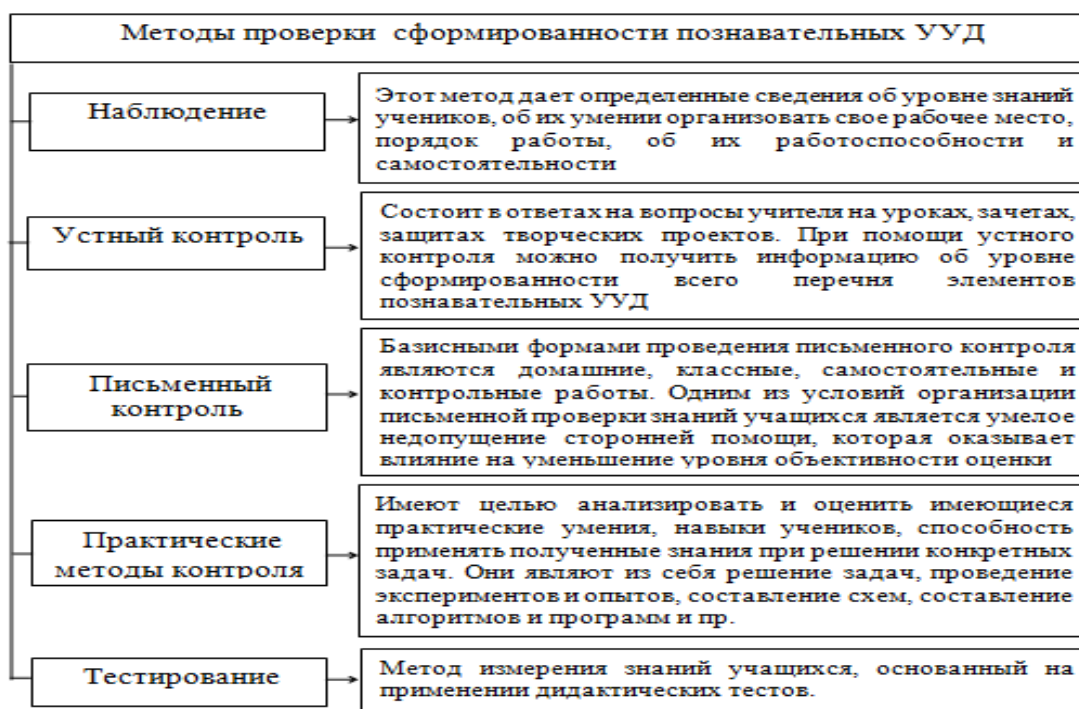 Методы проверки сформированности познавательных УУД
Наблюдение
Этот метод дает определенные сведения об уровне знаний
учеников, об их умении организовать свое рабочее место,
порядок работы, об их работоспособности и
самостоятельности
Устный контроль
Состоит в ответах на вопросы учителя на уроках, зачетах,
защитах творческих проектов. При помощи устного
контроля можно получить информацию об уровне
сформированности всего перечня элементов
познавательных УУД
Письменный
контроль
Базисными формами проведения письменного контроля
являются домашние, классные, самостоятельные и
контрольные работы. Одним из условий организации
письменной проверки знаний учащихся является умелое
недопущение сторонней помощи, которая оказывает
влияние на уменьшение уровня объективности оценки
Практические
методы контроля
Имеют целью анализировать и оценить имеющиеся
практические умения, навыки учеников, способность
применять полученные знания при решении конкретных
задач. Они являют из себя решение задач, проведение
экспериментов и опытов, составление схем, составление
алгоритмов и программ и пр.
Тестирование
Метод измерения знаний учащихся, основанный на
применении дидактических тестов.